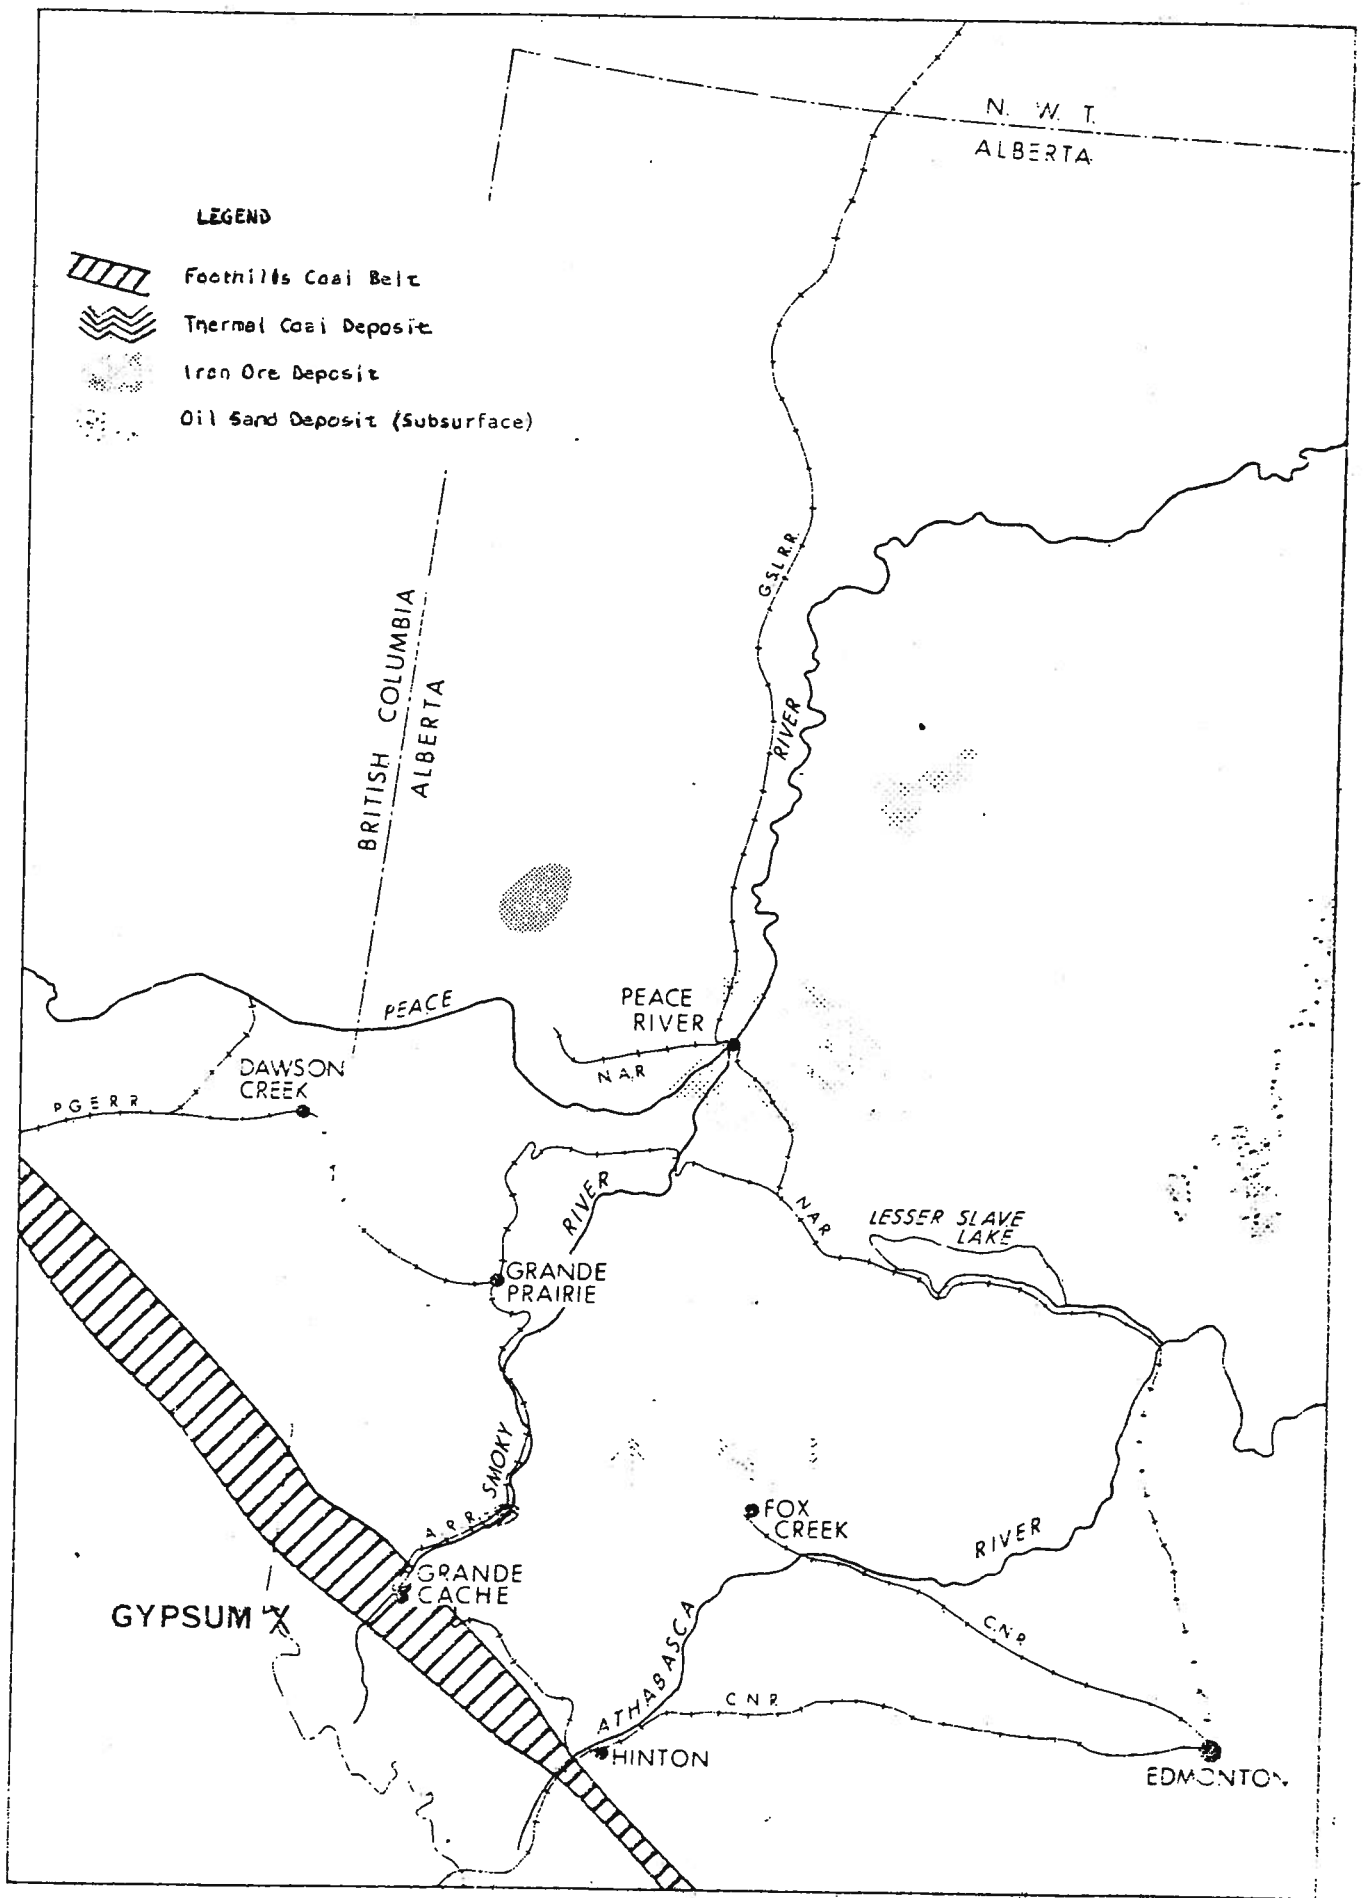 N. W. T.
ALBERTA
LEGEND
Foothills Coal Belt
Thermal Coal Deposit
Iron Ore Deposit
Oil Sand Deposit (Subsurface)
G.S.L.R.R.
BRITISH COLUMBIA
ALBERTA
RIVER
PEACE
PEACE
RIVER
N.A.R
DAWSON
CREEK
P.G.E.R.R
RIVER
N.A.R
LESSER SLAVE
LAKE
GRANDE
PRAIRIE
SMOKY
A.R.R.
FOX
CREEK
RIVER
GRANDE
CACHE
GYPSUM X
ATHABASCA
C.N.R.
C.N.R.
HINTON
EDMONTON